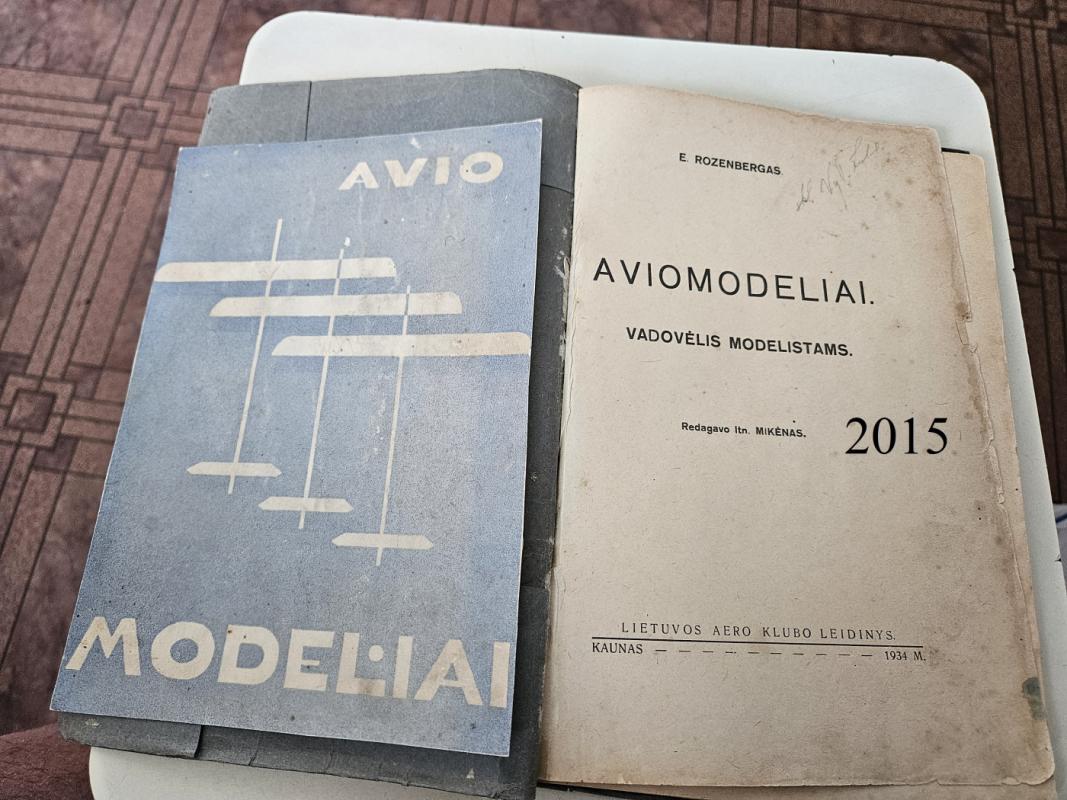 AVIO
MODELIAI
E. ROZENBERGAS
AVIOMODELIAI.
VADOVĖLIS MODELISTAMS.
Redagavo ltn. MIKĖNAS.
2015
LIETUVOS AERO KLUBO LEIDINYS.
KAUNAS — — — — — — — — — — 1934 M.